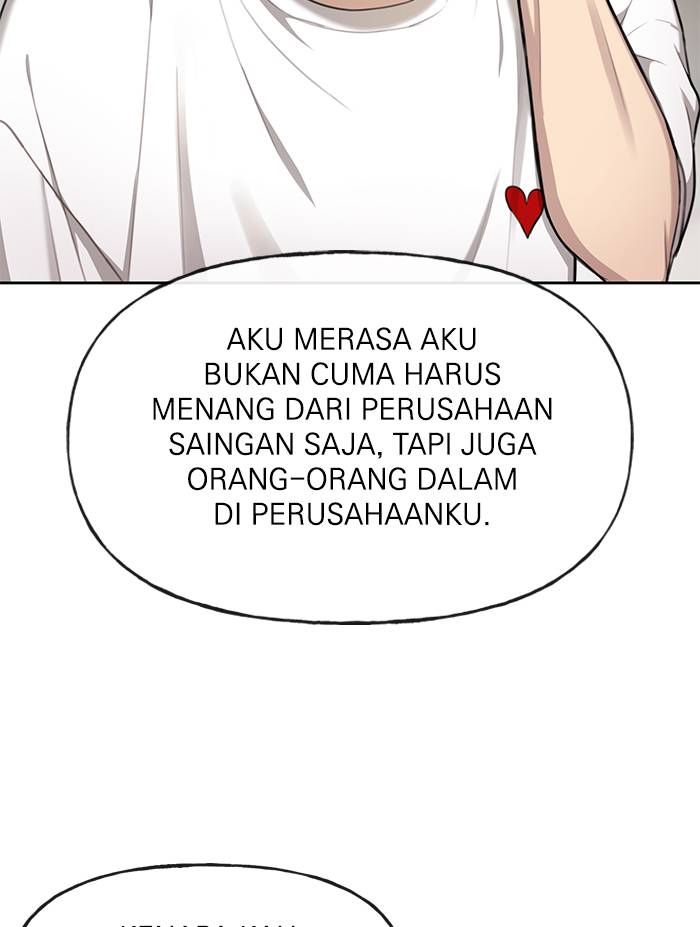 AKU MERASA AKU
BUKAN CUMA HARUS
MENANG DARI PERUSAHAAN
SAINGAN SAJA, TAPI JUGA
ORANG-ORANG DALAM
DI PERUSAHAANKU.